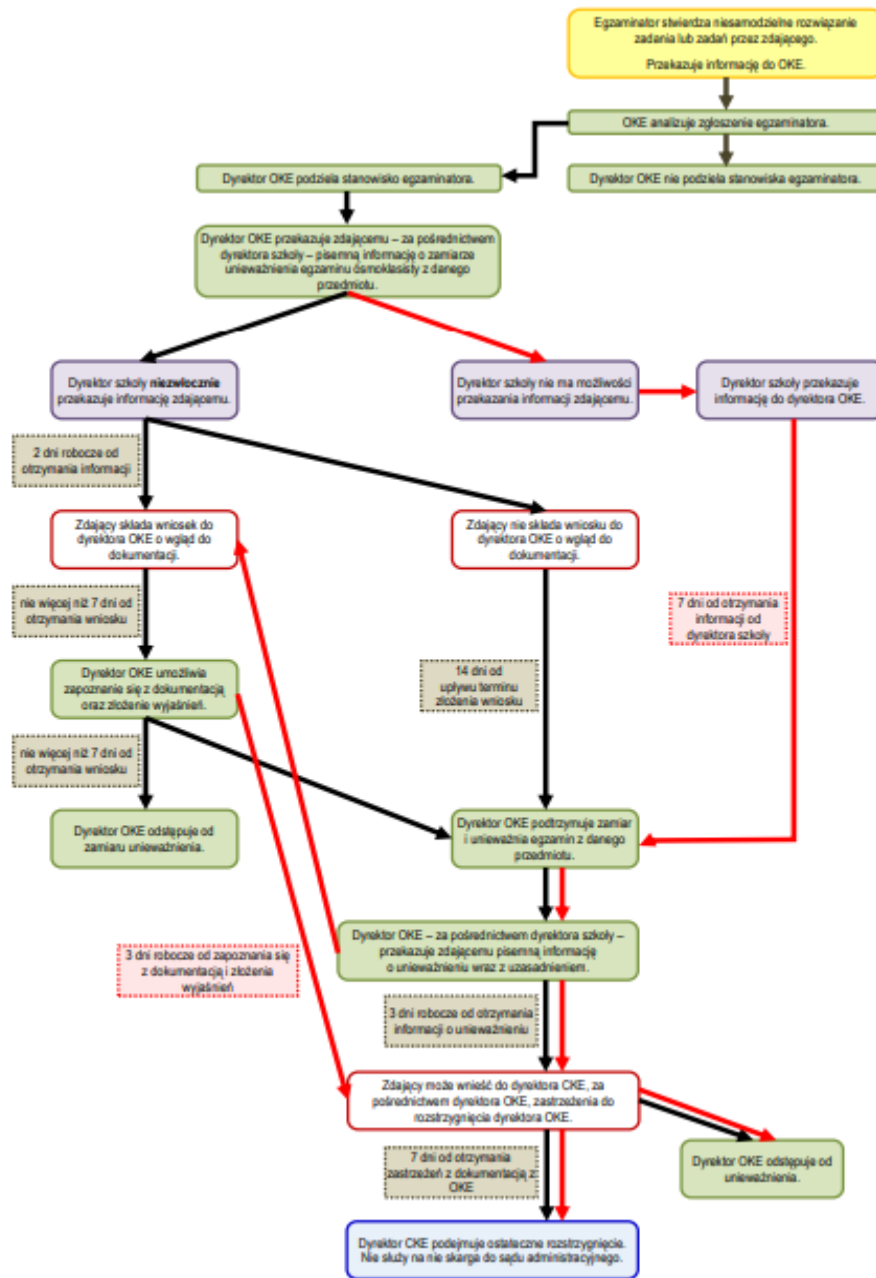 Egzaminator stwierdza niesamodzielne rozwiązanie
zadania lub zadań przez zdającego.
Przekazuje informację do OKE.
OKE analizuje zgłoszenie egzaminatora.
Dyrektor OKE podziela stanowisko egzaminatora.
Dyrektor OKE nie podziela stanowiska egzaminatora.
Dyrektor OKE przekazuje zdającemu – za pośrednictwem
dyrektora szkoły – pisemną informację o zamiarze
unieważnienia egzaminu ósmoklasisty z danego
przedmiotu.
Dyrektor szkoły niezwłocznie
przekazuje informację zdającemu.
Dyrektor szkoły nie ma możliwości
przekazania informacji zdającemu.
Dyrektor szkoły przekazuje
informację do dyrektora OKE.
2 dni robocze od
otrzymania informacji
Zdający składa wniosek do
dyrektora OKE o wgląd do
dokumentacji.
Zdający nie składa wniosku do
dyrektora OKE o wgląd do
dokumentacji.
nie więcej niż 7 dni od
otrzymania wniosku
7 dni od otrzymania
informacji od
dyrektora szkoły
Dyrektor OKE umożliwia
zapoznanie się z dokumentacją
oraz złożenie wyjaśnień.
14 dni od
upływu terminu
złożenia wniosku
nie więcej niż 7 dni od
otrzymania wniosku
Dyrektor OKE odstępuje od
zamiaru unieważnienia.
Dyrektor OKE podtrzymuje zamiar
i unieważnia egzamin z danego
przedmiotu.
3 dni robocze od zapoznania się
z dokumentacją i złożenia
wyjaśnień
Dyrektor OKE – za pośrednictwem dyrektora szkoły –
przekazuje zdającemu pisemną informację
o unieważnieniu wraz z uzasadnieniem.
3 dni robocze od otrzymania
informacji o unieważnieniu
Zdający może wnieść do dyrektora CKE, za
pośrednictwem dyrektora OKE, zastrzeżenia do
rozstrzygnięcia dyrektora OKE.
7 dni od otrzymania
zastrzeżeń z dokumentacją z
OKE
Dyrektor OKE odstępuje od
unieważnienia.
Dyrektor CKE podejmuje ostateczne rozstrzygnięcie.
Nie służy na nie skarga do sądu administracyjnego.